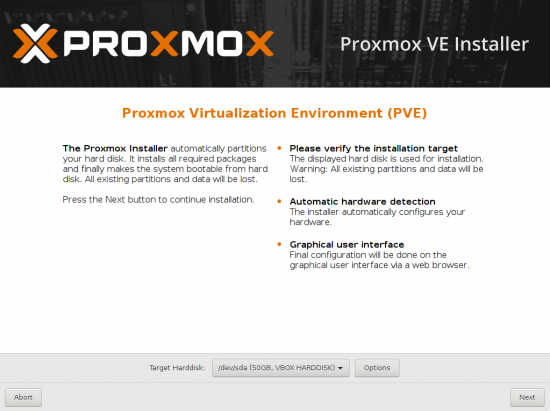 PROXMOX
Proxmox VE Installer
Proxmox Virtualization Environment (PVE)
The Proxmox Installer automatically partitions
your hard disk. It installs all required packages
and finally makes the system bootable from hard
disk. All existing partitions and data will be lost.
Press the Next button to continue installation.
Please verify the installation target
The displayed hard disk is used for installation.
Warning: All existing partitions and data will be
lost.
Automatic hardware detection
The installer automatically configures your
hardware.
Graphical user interface
Final configuration will be done on the
graphical user interface via a web browser.
Target Harddisk:
/dev/sda (50GB, VBOX HARDDISK)
Options
Abort
Next